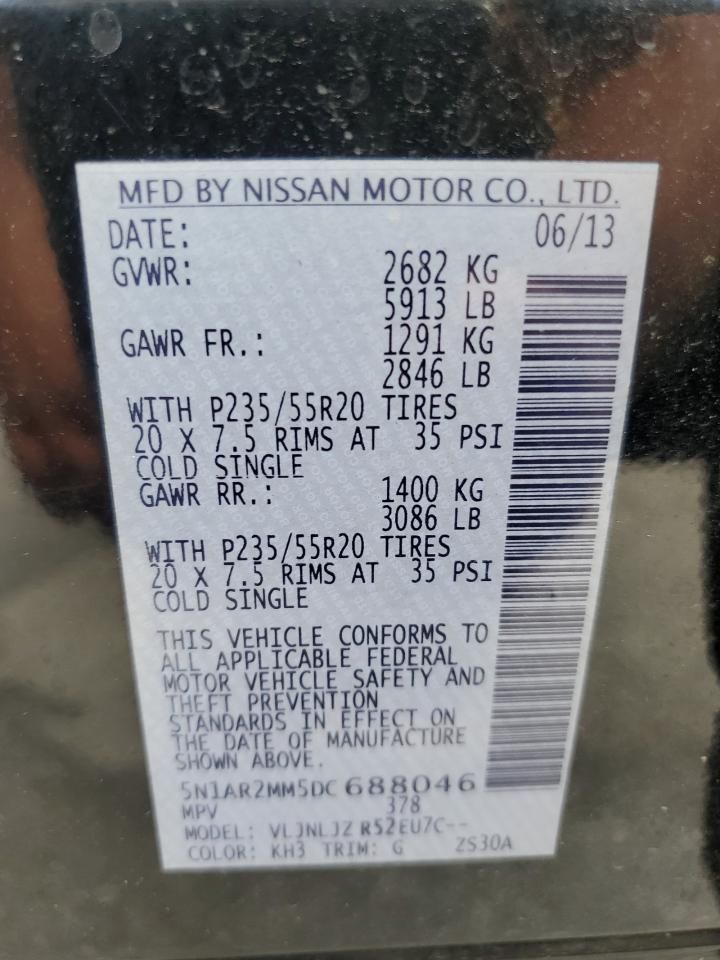 MFD BY NISSAN MOTOR CO., LTD.
DATE: 06/13
GVWR: 2682 KG
5913 LB
GAWR FR.: 1291 KG
2846 LB
WITH P235/55R20 TIRES
20 X 7.5 RIMS AT 35 PSI
COLD SINGLE
GAWR RR.: 1400 KG
3086 LB
WITH P235/55R20 TIRES
20 X 7.5 RIMS AT 35 PSI
COLD SINGLE
THIS VEHICLE CONFORMS TO
ALL APPLICABLE FEDERAL
MOTOR VEHICLE SAFETY AND
THEFT PREVENTION
STANDARDS IN EFFECT ON
THE DATE OF MANUFACTURE
SHOWN ABOVE.
5N1AR2MM5DC 688046
MPV 378
MODEL: VLJNLJZ R52EU7C--
COLOR: KH3 TRIM: G ZS30A